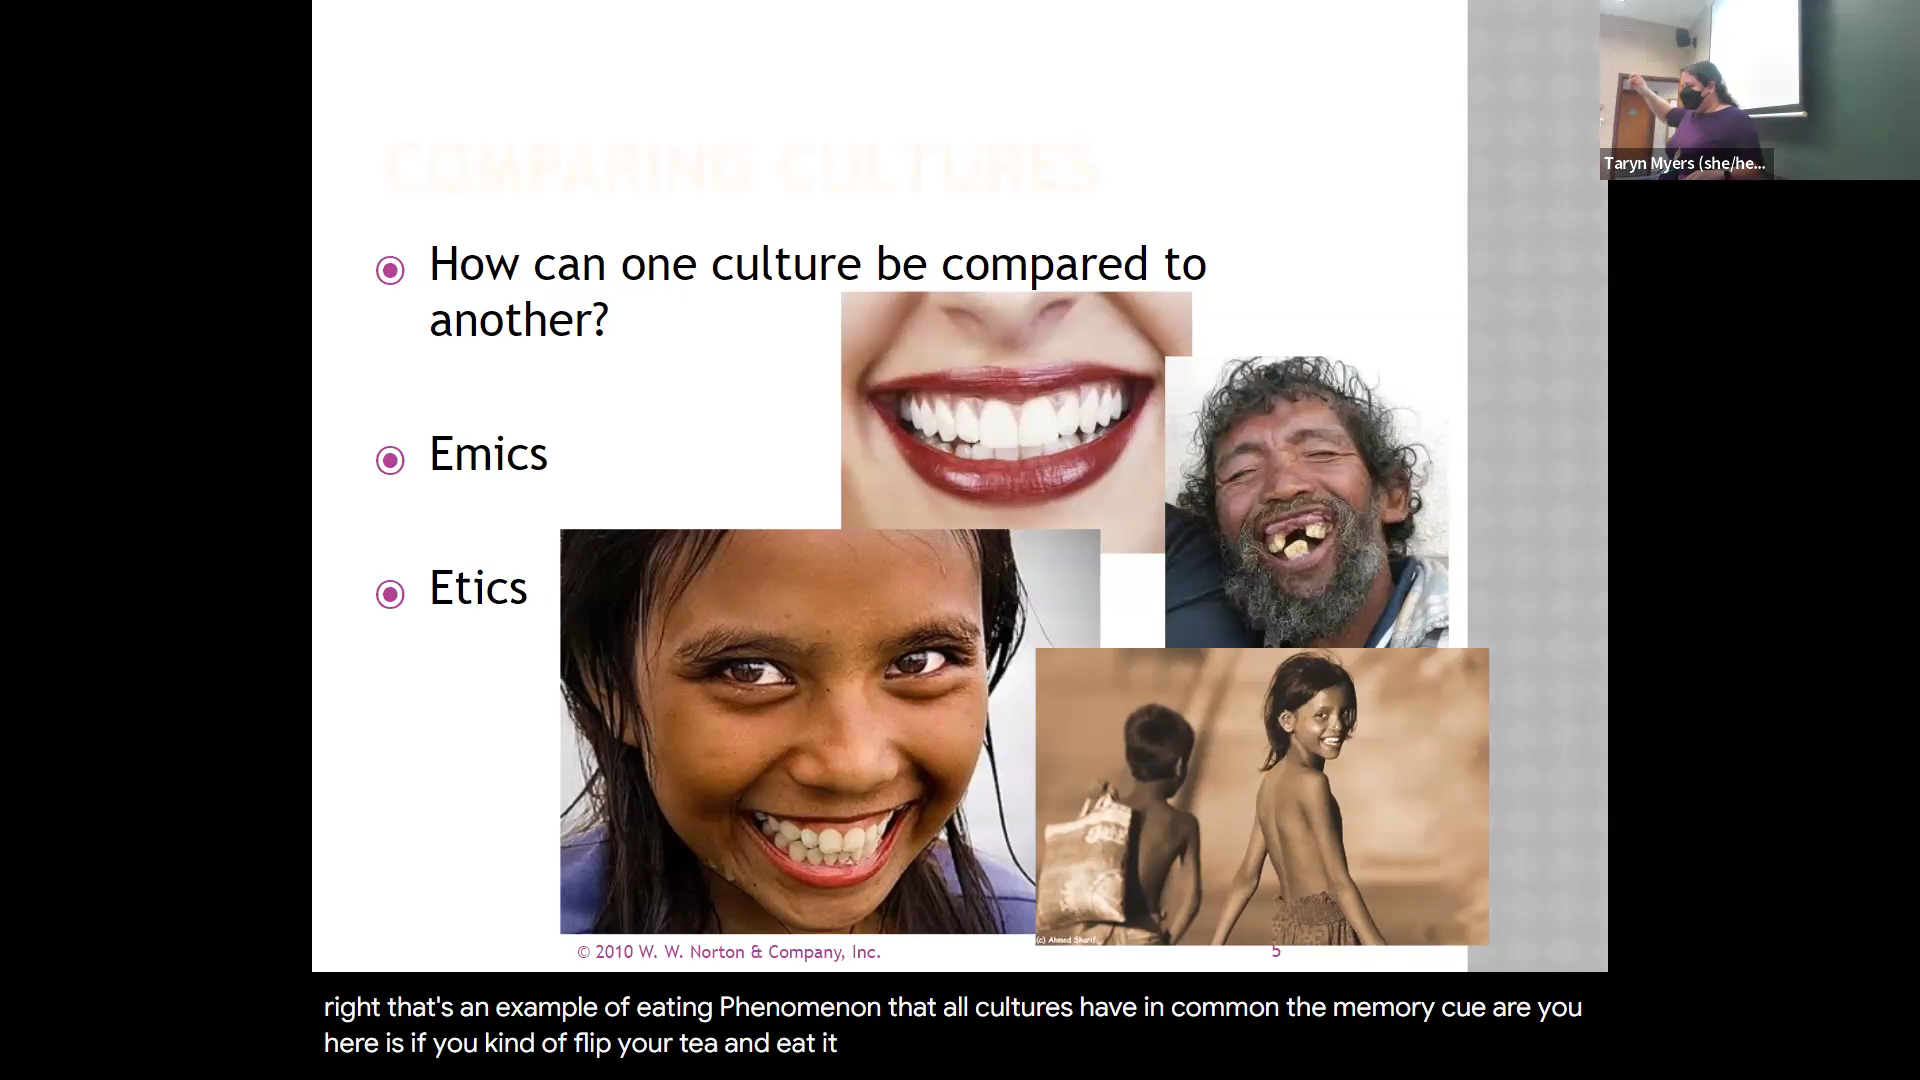 COMPARING CULTURES
How can one culture be compared to
another?
Emics
Etics
(c) Ahmed Sharif
© 2010 W. W. Norton & Company, Inc.
5
Taryn Myers (she/he...
right that's an example of eating Phenomenon that all cultures have in common the memory cue are you
here is if you kind of flip your tea and eat it